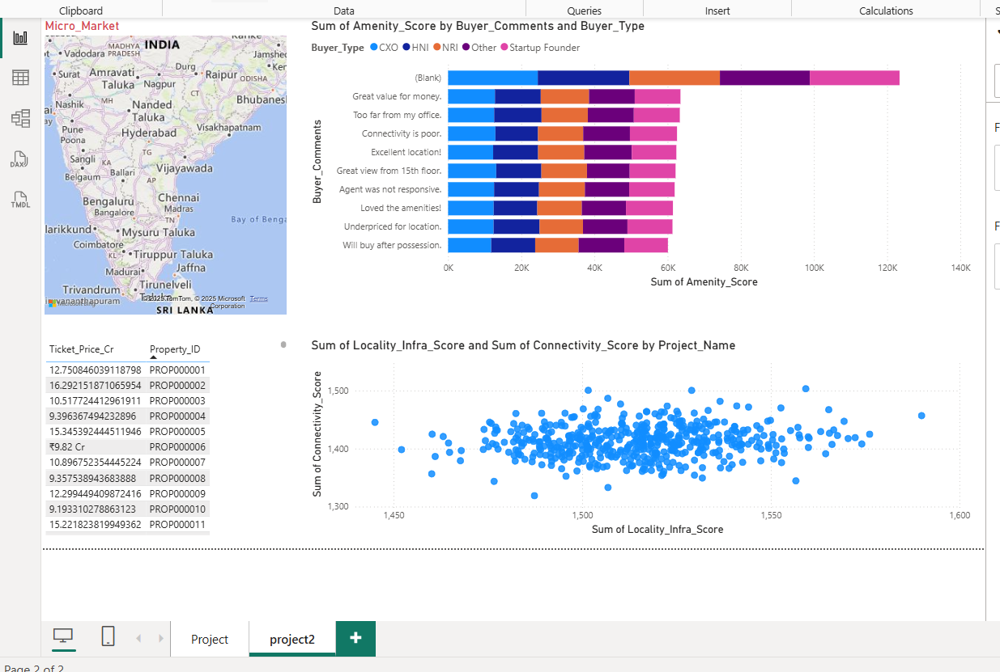 Clipboard
Data
Queries
Insert
Calculations
Micro_Market
INDIA
MADHYA
PRADESH
Vadodara
Jamshed
Surat
Amravati
Taluka
Nagpur
Durg
Raipur
ODISHA
CT
Bhubanesl
Nashik
MH
Nanded
Taluka
Pune
Poona
Hyderabad
Visakhapatnam
TG
Sangli
KA
Belgaum
Ballari
AP
Vijayawada
Bengaluru
Bangalore
Chennai
Madras
TN
Bay of Benga
larikkund
Mysuru Taluka
Coimbatore
KL
Tiruppur Taluka
Jaffna
Madurai
Trivandrum
Tirunelveli
© 2025 TomTom, © 2025 Microsoft Corporation
Terms
SRI LANKA
Sum of Amenity_Score by Buyer_Comments and Buyer_Type
Buyer_Type CXO HNI NRI Other Startup Founder
Buyer_Comments
(Blank)
Great value for money.
Too far from my office.
Connectivity is poor.
Excellent location!
Great view from 15th floor.
Agent was not responsive.
Loved the amenities!
Underpriced for location.
Will buy after possession.
0K 20K 40K 60K 80K 100K 120K 140K
Sum of Amenity_Score
Ticket_Price_Cr Property_ID
12.750846039118798 PROP000001
16.292151871065954 PROP000002
10.517724412961911 PROP000003
9.396367494232896 PROP000004
15.345392444511946 PROP000005
₹9.82 Cr PROP000006
10.896752354445224 PROP000007
9.357538943683888 PROP000008
12.299449409872416 PROP000009
9.193310278863123 PROP000010
15.221823819949362 PROP000011
Sum of Locality_Infra_Score and Sum of Connectivity_Score by Project_Name
Sum of Connectivity_Score
1,500
1,400
1,300
1,450 1,500 1,550 1,600
Sum of Locality_Infra_Score
DAX
TMDL
Project
project2
Page 2 of 2